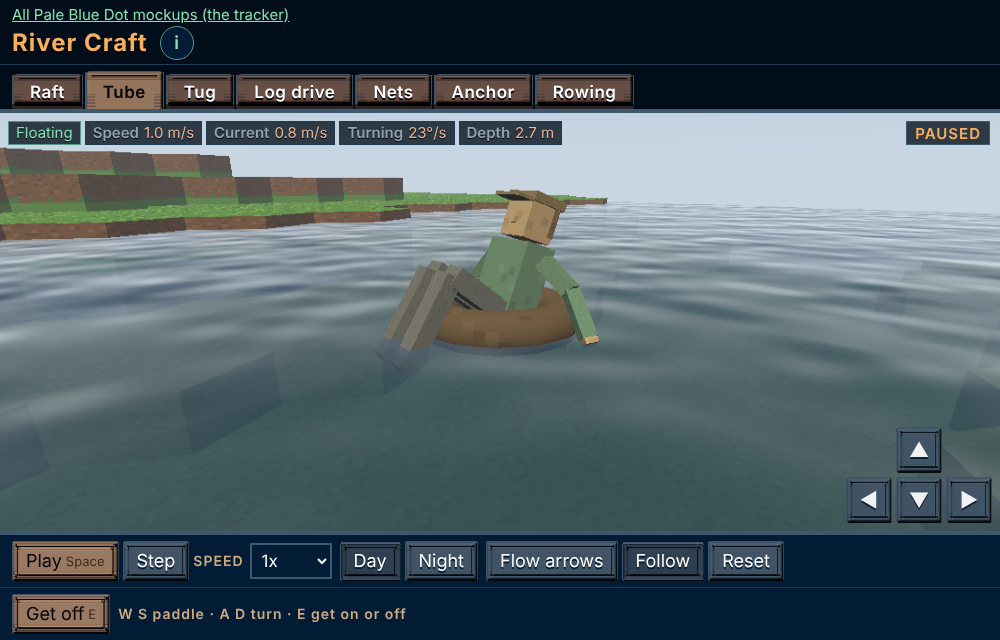 All Pale Blue Dot mockups (the tracker)
River Craft i
Raft Tube Tug Log drive Nets Anchor Rowing
Floating Speed 1.0 m/s Current 0.8 m/s Turning 23°/s Depth 2.7 m PAUSED
Play Space Step SPEED 1x Day Night Flow arrows Follow Reset
Get off E W S paddle · A D turn · E get on or off